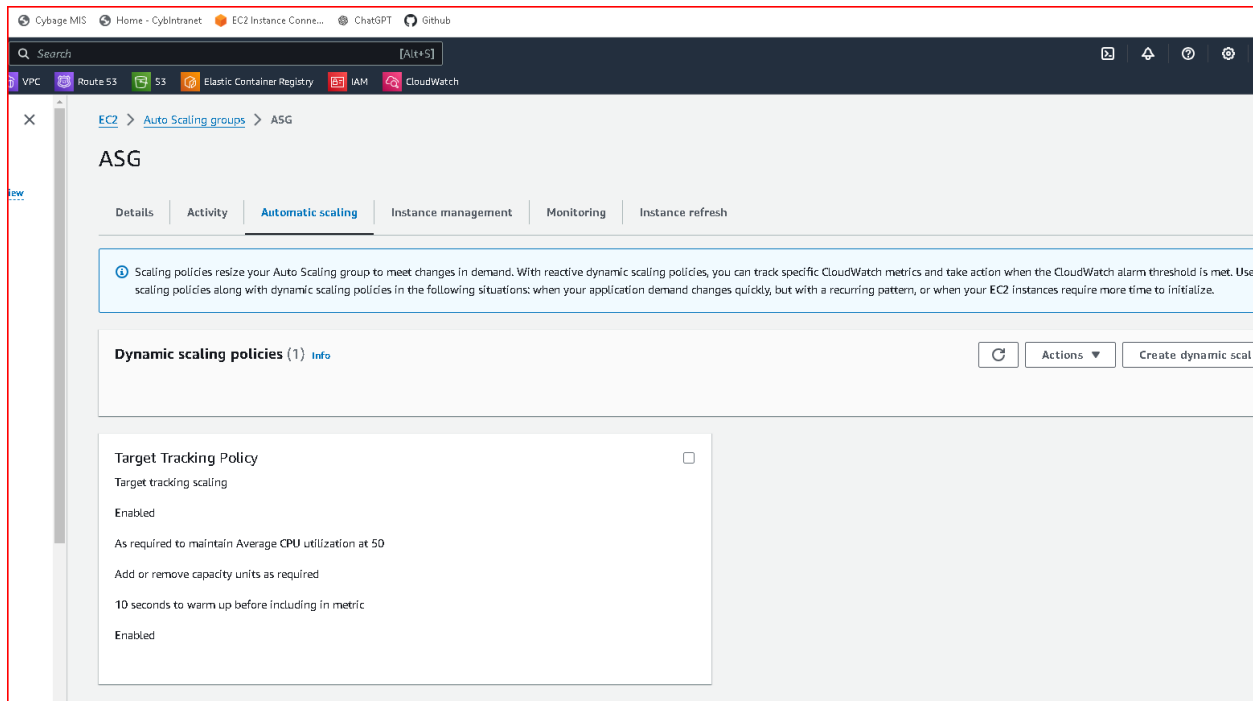 Cybage MIS Home - CybIntranet EC2 Instance Conne... ChatGPT Github
Search [Alt+S]
VPC Route 53 S3 Elastic Container Registry IAM CloudWatch
EC2 > Auto Scaling groups > ASG
ASG
iew
Details Activity Automatic scaling Instance management Monitoring Instance refresh
Scaling policies resize your Auto Scaling group to meet changes in demand. With reactive dynamic scaling policies, you can track specific CloudWatch metrics and take action when the CloudWatch alarm threshold is met. Use
scaling policies along with dynamic scaling policies in the following situations: when your application demand changes quickly, but with a recurring pattern, or when your EC2 instances require more time to initialize.
Dynamic scaling policies (1) Info Actions Create dynamic scal
Target Tracking Policy
Target tracking scaling
Enabled
As required to maintain Average CPU utilization at 50
Add or remove capacity units as required
10 seconds to warm up before including in metric
Enabled